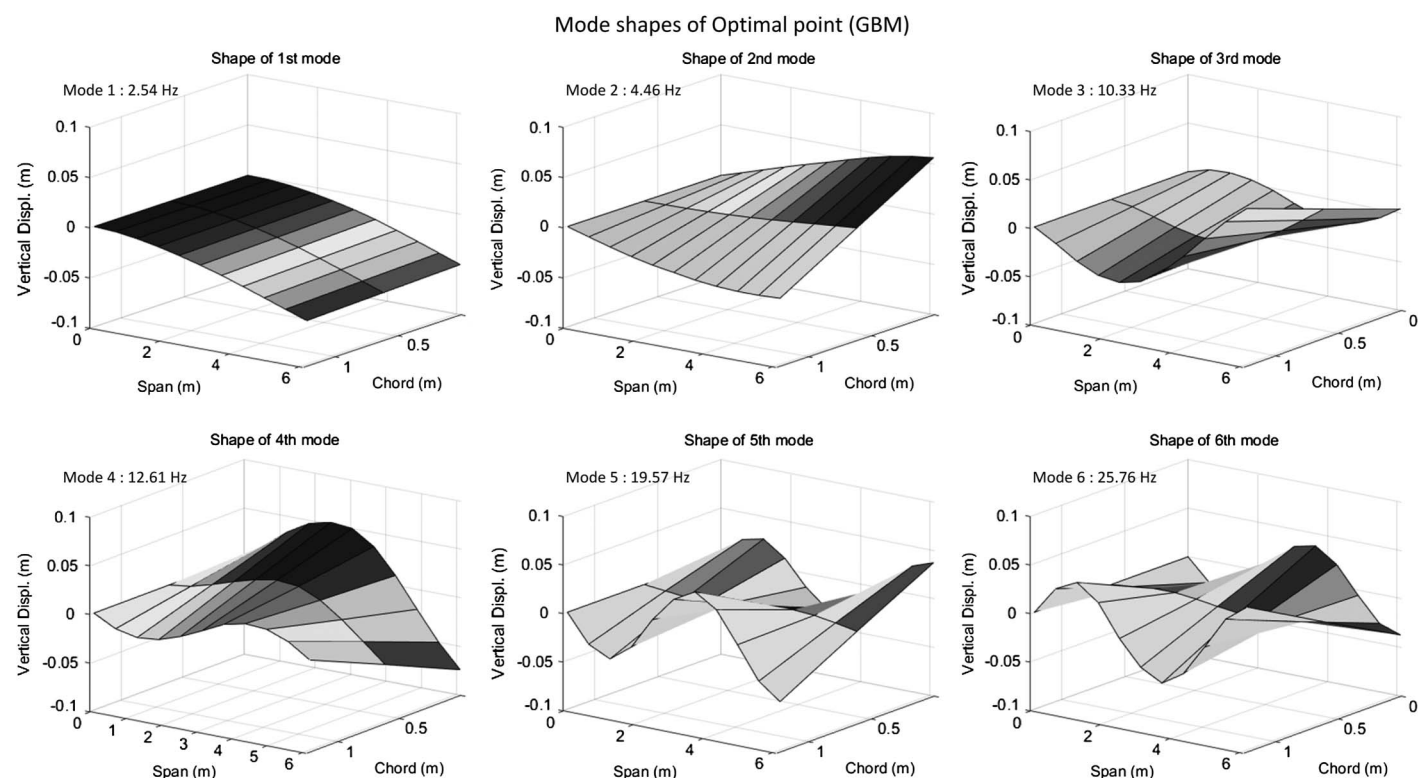 Mode shapes of Optimal point (GBM)
Shape of 1st mode
Mode 1 : 2.54 Hz
0.1
0.05
0
-0.05
-0.1
Vertical Displ. (m)
0
2
4
6
Span (m)
1
0.5
Chord (m)
Shape of 2nd mode
Mode 2 : 4.46 Hz
0.1
0.05
0
-0.05
-0.1
Vertical Displ. (m)
0
2
4
6
Span (m)
1
0.5
Chord (m)
Shape of 3rd mode
Mode 3 : 10.33 Hz
0.1
0.05
0
-0.05
-0.1
Vertical Displ. (m)
0
2
4
6
Span (m)
1
0.5
0
Chord (m)
Shape of 4th mode
Mode 4 : 12.61 Hz
0.1
0.05
0
-0.05
-0.1
Vertical Displ. (m)
0
1
2
3
4
5
6
Span (m)
1
0.5
Chord (m)
Shape of 5th mode
Mode 5 : 19.57 Hz
0.1
0.05
0
-0.05
-0.1
Vertical Displ. (m)
0
2
4
6
Span (m)
1
0.5
Chord (m)
Shape of 6th mode
Mode 6 : 25.76 Hz
0.1
0.05
0
-0.05
-0.1
Vertical Displ. (m)
0
2
4
6
Span (m)
1
0.5
0
Chord (m)